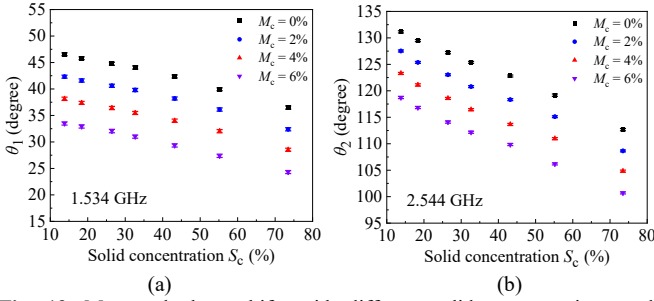 55
50
45
40
35
30
25
20
15
θ1 (degree)
Mc = 0%
Mc = 2%
Mc = 4%
Mc = 6%
1.534 GHz
10 20 30 40 50 60 70 80
Solid concentration Sc (%)
(a)
135
130
125
120
115
110
105
100
95
θ2 (degree)
Mc = 0%
Mc = 2%
Mc = 4%
Mc = 6%
2.544 GHz
10 20 30 40 50 60 70 80
Solid concentration Sc (%)
(b)